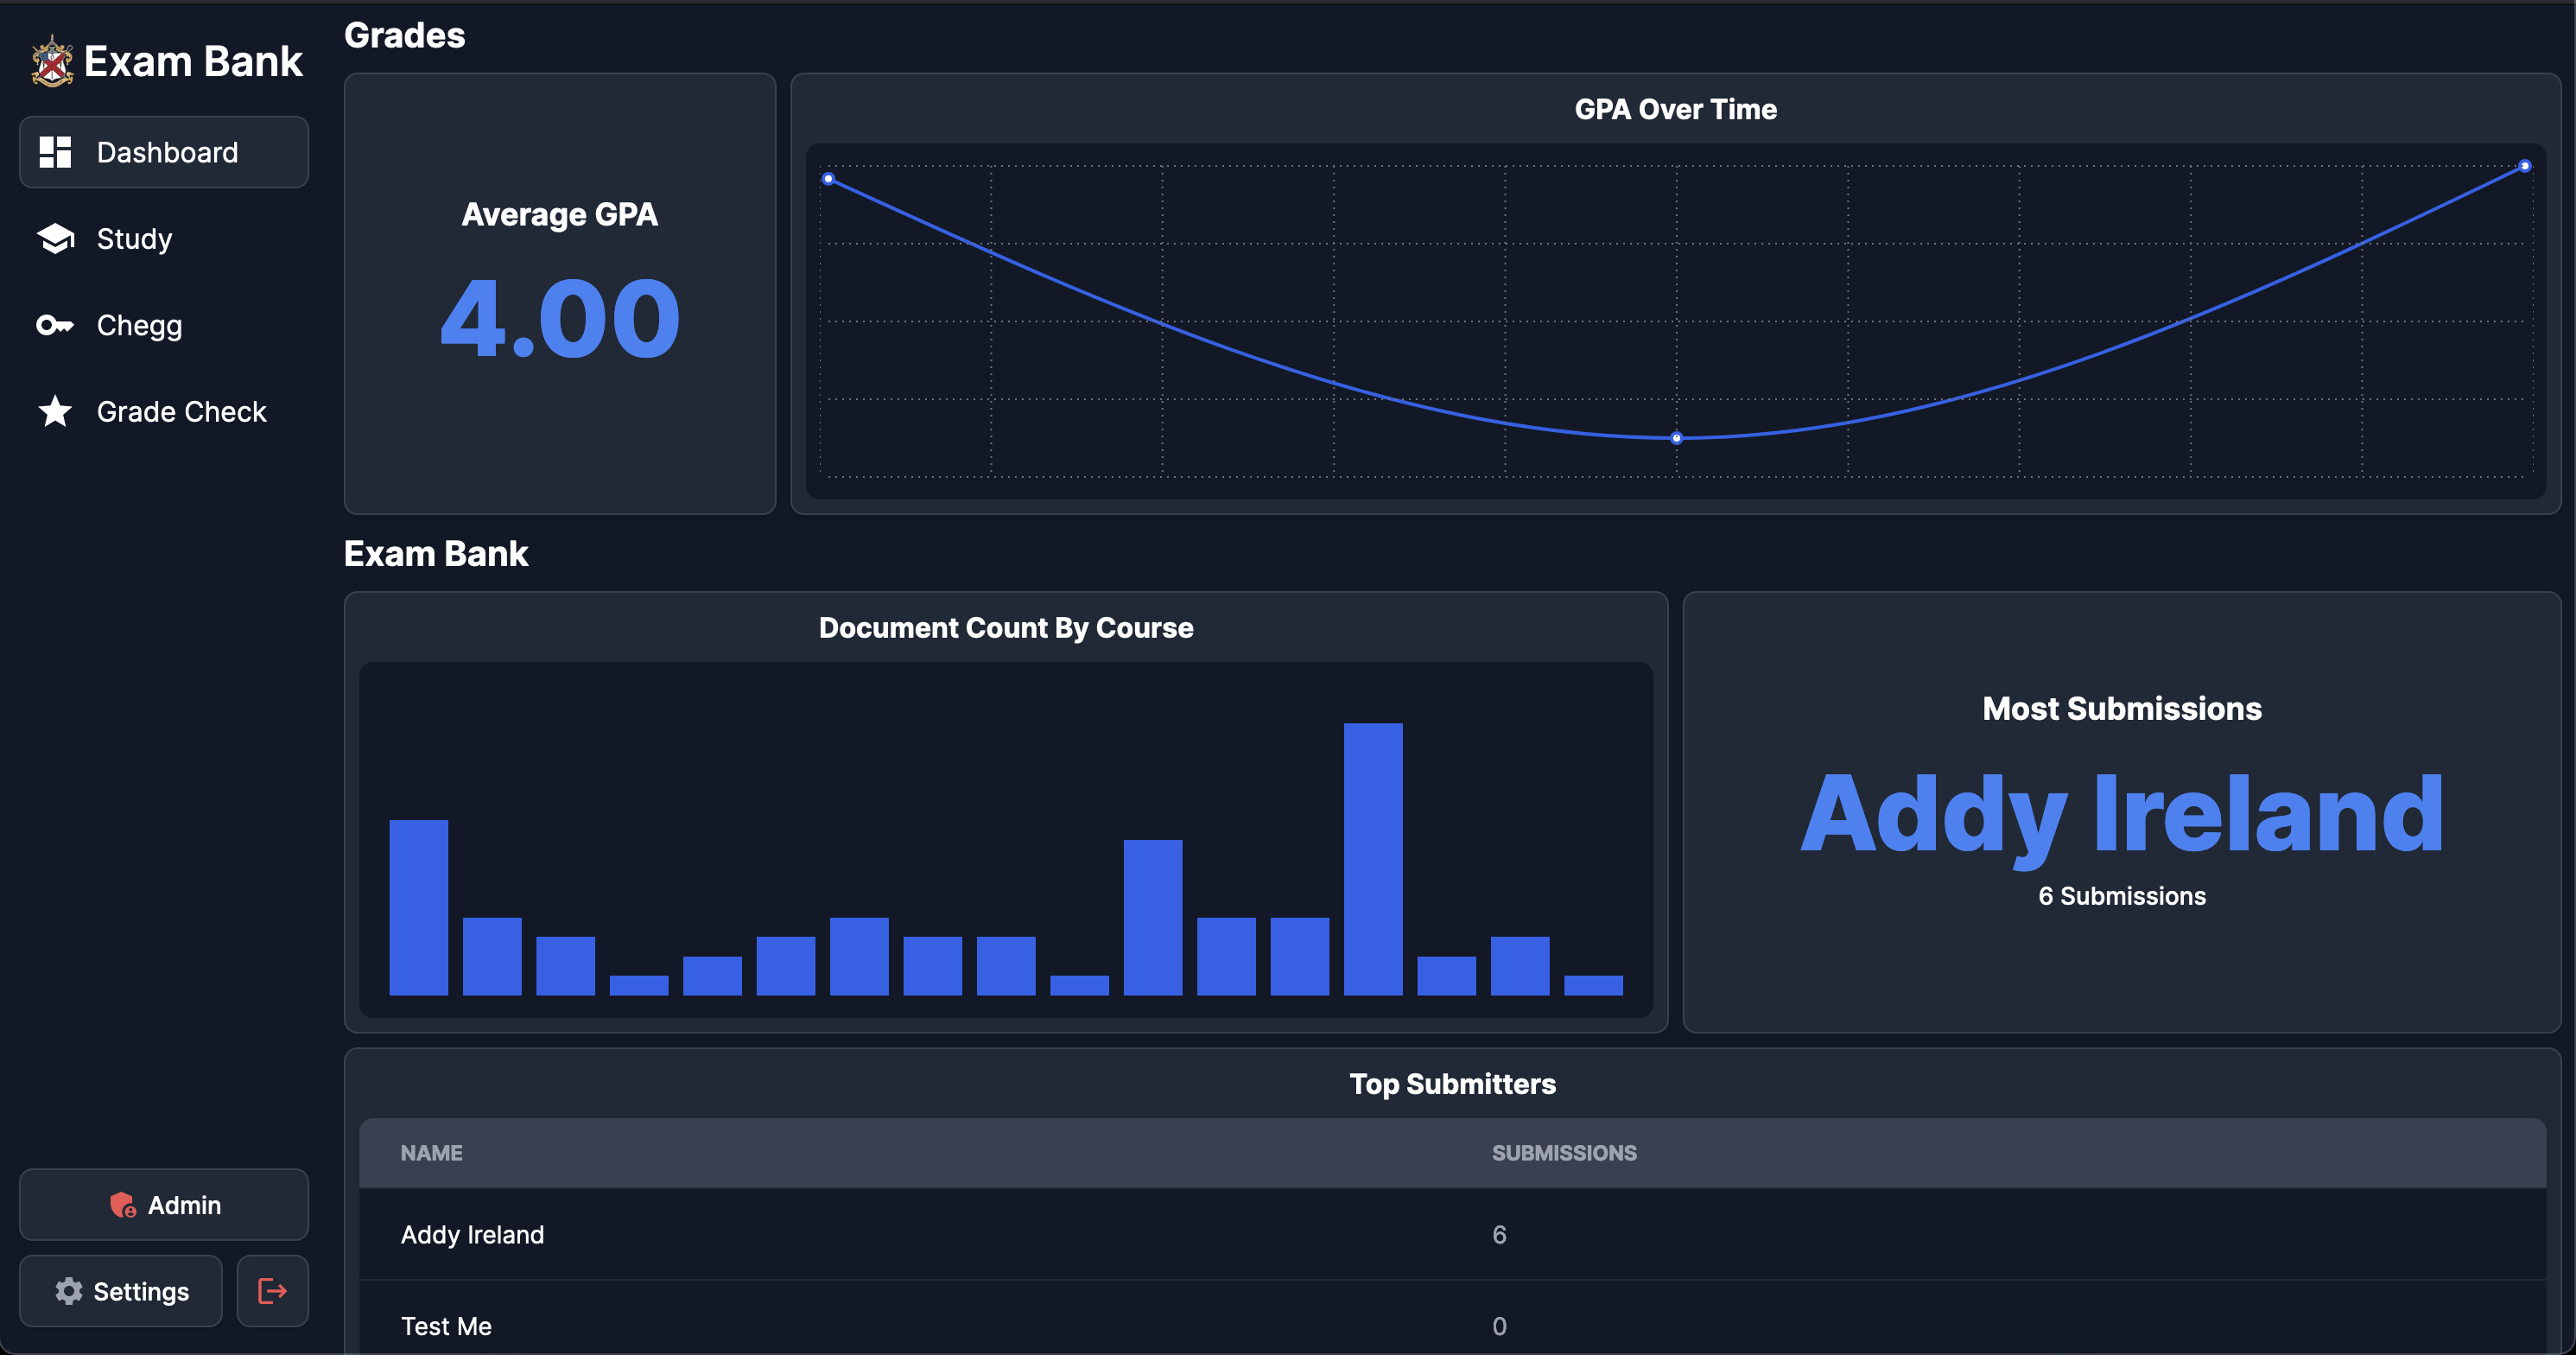 Exam Bank
Dashboard
Study
Chegg
Grade Check
Admin
Settings
Grades
Average GPA
4.00
GPA Over Time
Exam Bank
Document Count By Course
Most Submissions
Addy Ireland
6 Submissions
Top Submitters
NAME SUBMISSIONS
Addy Ireland 6
Test Me 0